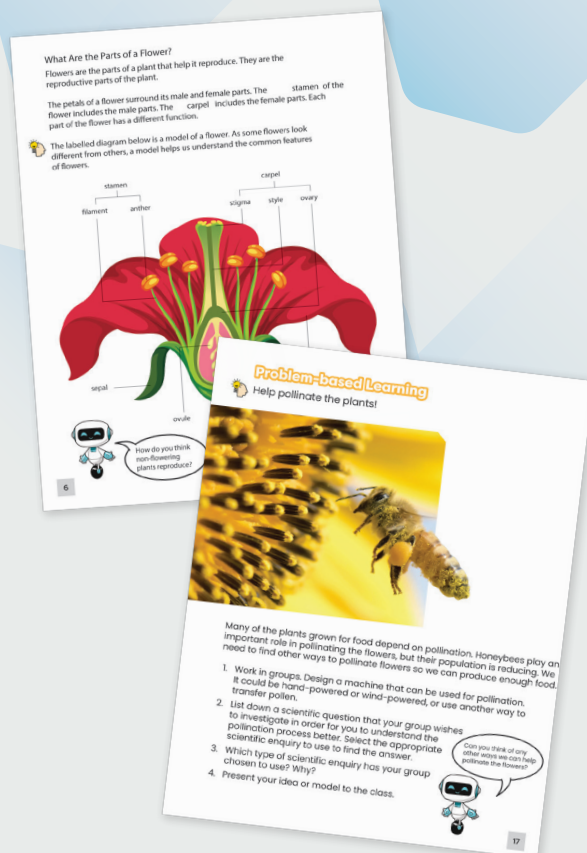 What Are the Parts of a Flower?
Flowers are the parts of a plant that help it reproduce. They are the
reproductive parts of the plant.
The petals of a flower surround its male and female parts. The stamen of the
flower includes the male parts. The carpel includes the female parts. Each
part of the flower has a different function.
The labelled diagram below is a model of a flower. As some flowers look
different from others, a model helps us understand the common features
of flowers.
stamen
carpel
filament
anther
stigma
style
ovary
sepal
ovule
How do you think
non-flowering
plants reproduce?
6
Problem-based Learning
Help pollinate the plants!
Many of the plants grown for food depend on pollination. Honeybees play an
important role in pollinating the flowers, but their population is reducing. We
need to find other ways to pollinate flowers so we can produce enough food.
1. Work in groups. Design a machine that can be used for pollination.
It could be hand-powered or wind-powered, or use another way to
transfer pollen.
2. List down a scientific question that your group wishes
to investigate in order for you to understand the
pollination process better. Select the appropriate
scientific enquiry to use to find the answer.
3. Which type of scientific enquiry has your group
chosen to use? Why?
4. Present your idea or model to the class.
Can you think of any
other ways we can help
pollinate the flowers?
17